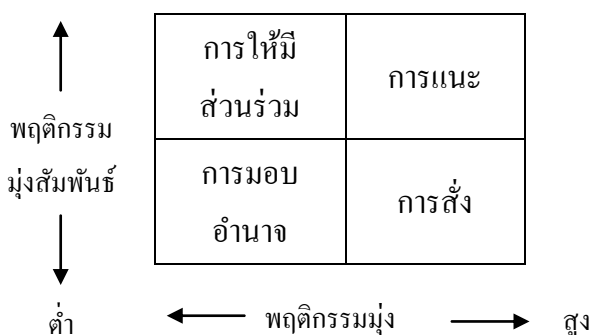 การให้มี
ส่วนร่วม
การแนะ
พฤติกรรม
มุ่งสัมพันธ์
การมอบ
อำนาจ
การสั่ง
ต่ำ
พฤติกรรมมุ่ง
สูง